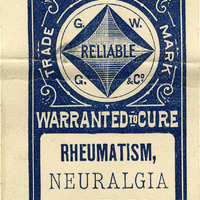 TRADE MARK
G. W.
RELIABLE
G. & Co
WARRANTED TO CURE
RHEUMATISM,
NEURALGIA